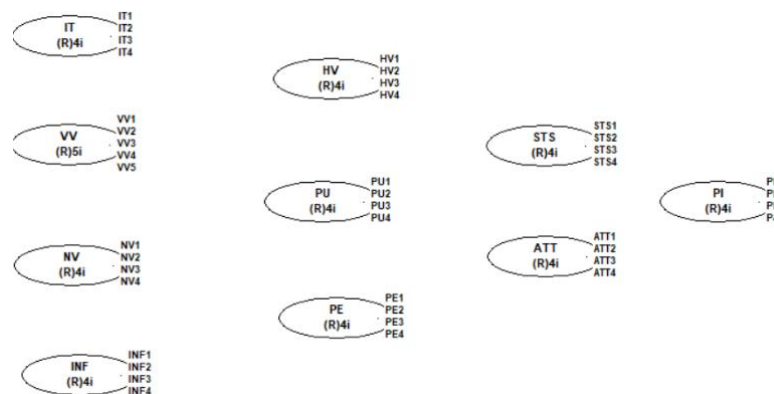 IT
(R)4i
IT1
IT2
IT3
IT4
HV
(R)4i
HV1
HV2
HV3
HV4
VV
(R)5i
VV1
VV2
VV3
VV4
VV5
STS
(R)4i
STS1
STS2
STS3
STS4
PU
(R)4i
PU1
PU2
PU3
PU4
PI
(R)4i
NV
(R)4i
NV1
NV2
NV3
NV4
ATT
(R)4i
ATT1
ATT2
ATT3
ATT4
PE
(R)4i
PE1
PE2
PE3
PE4
INF
(R)4i
INF1
INF2
INF3
INF4